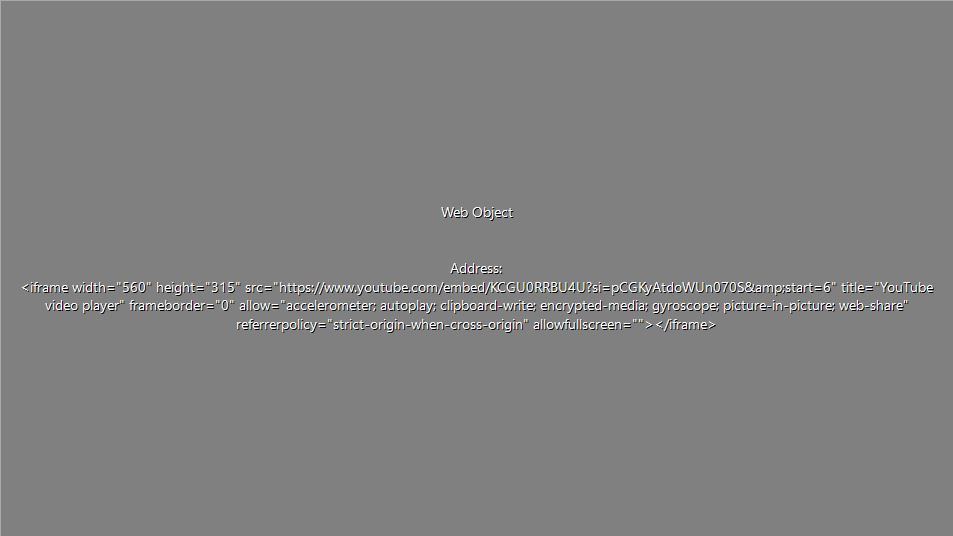 Web Object
Address:
<iframe width="560" height="315" src="https://www.youtube.com/embed/KCGU0RRBU4U?si=pCGKyAtdoWUn070S&amp;start=6" title="YouTube
video player" frameborder="0" allow="accelerometer; autoplay; clipboard-write; encrypted-media; gyroscope; picture-in-picture; web-share"
referrerpolicy="strict-origin-when-cross-origin" allowfullscreen=""></iframe>